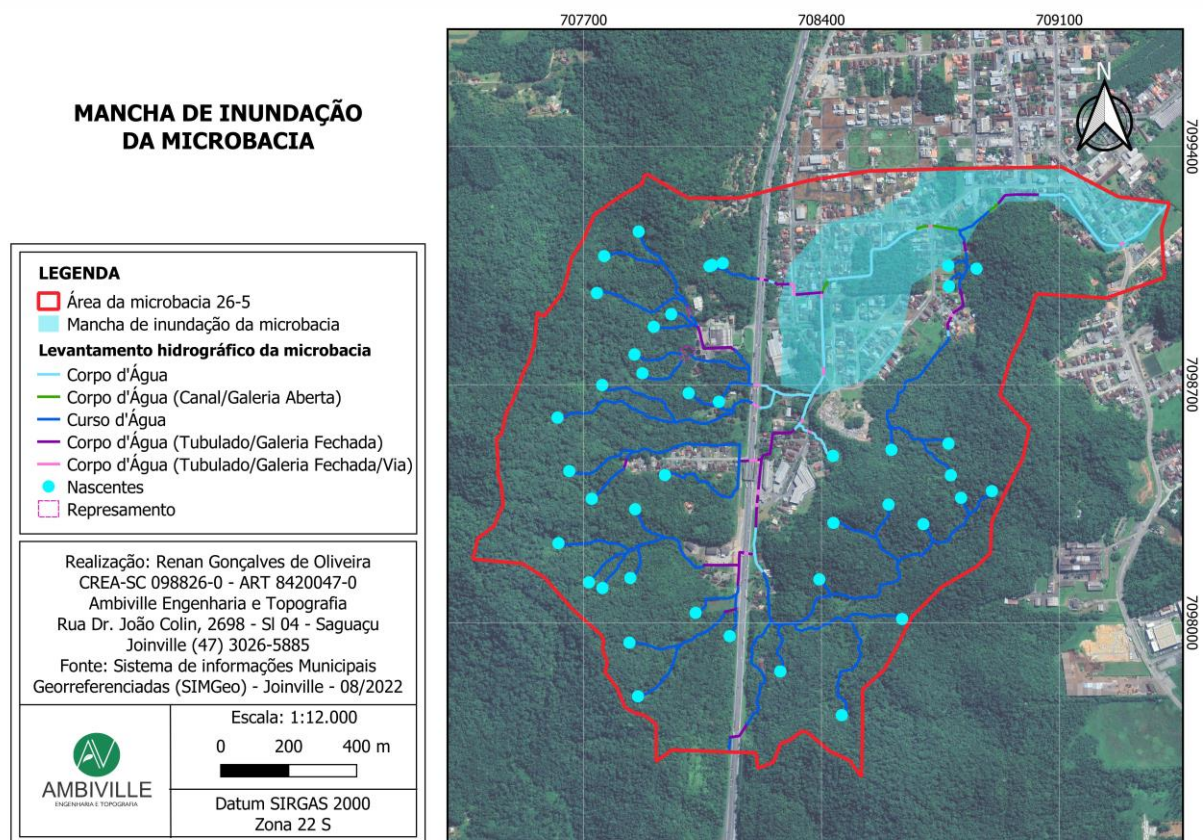 MANCHA DE INUNDAÇÃO
DA MICROBACIA
LEGENDA
Área da microbacia 26-5
Mancha de inundação da microbacia
Levantamento hidrográfico da microbacia
Corpo d'Água
Corpo d'Água (Canal/Galeria Aberta)
Curso d'Água
Corpo d'Água (Tubulado/Galeria Fechada)
Corpo d'Água (Tubulado/Galeria Fechada/Via)
Nascentes
Represamento
Realização: Renan Gonçalves de Oliveira
CREA-SC 098826-0 - ART 8420047-0
Ambiville Engenharia e Topografia
Rua Dr. João Colin, 2698 - Sl 04 - Saguaçu
Joinville (47) 3026-5885
Fonte: Sistema de informações Municipais
Georreferenciadas (SIMGeo) - Joinville - 08/2022
AMBIVILLE
ENGENHARIA E TOPOGRAFIA
Escala: 1:12.000
0 200 400 m
Datum SIRGAS 2000
Zona 22 S
707700 708400 709100
N
7099400
7098700
7098000